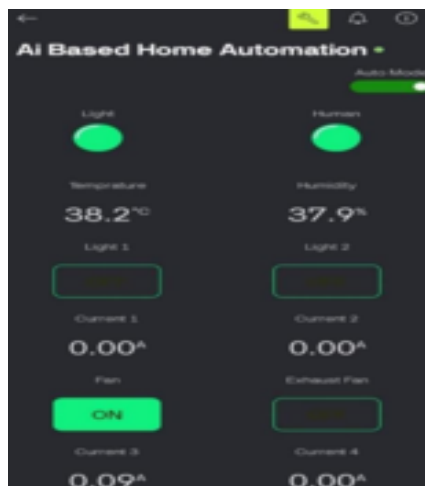 Ai Based Home Automation
Auto Mode
Light Human
Temprature Humidity
38.2°C 37.9%
Light 1 Light 2
Current 1 Current 2
0.00A 0.00A
Fan Exhaust Fan
ON
Current 3 Current 4
0.09A 0.00A